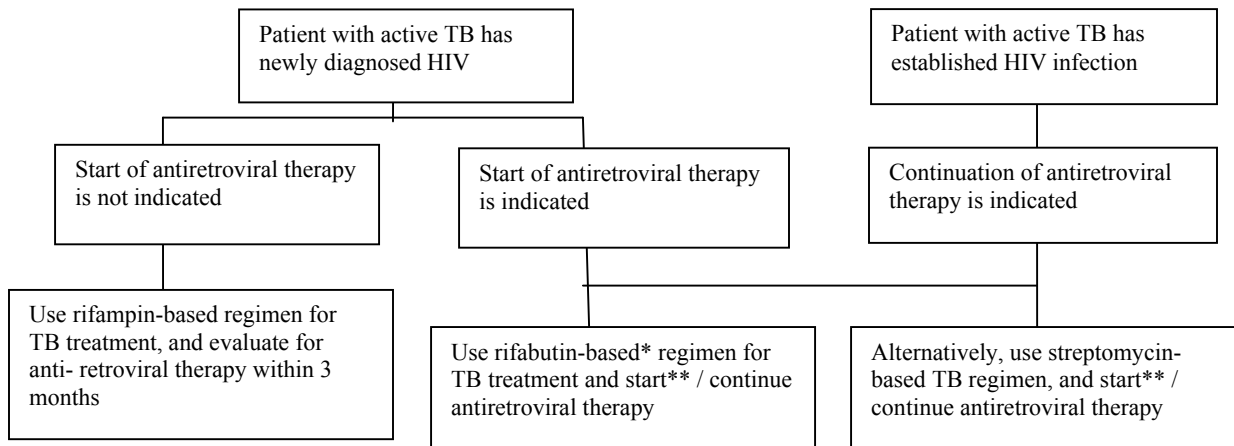 Patient with active TB has
newly diagnosed HIV
Patient with active TB has
established HIV infection
Start of antiretroviral therapy
is not indicated
Start of antiretroviral therapy
is indicated
Continuation of antiretroviral
therapy is indicated
Use rifampin-based regimen for
TB treatment, and evaluate for
anti- retroviral therapy within 3
months
Use rifabutin-based* regimen for
TB treatment and start** / continue
antiretroviral therapy
Alternatively, use streptomycin-
based TB regimen, and start** /
continue antiretroviral therapy